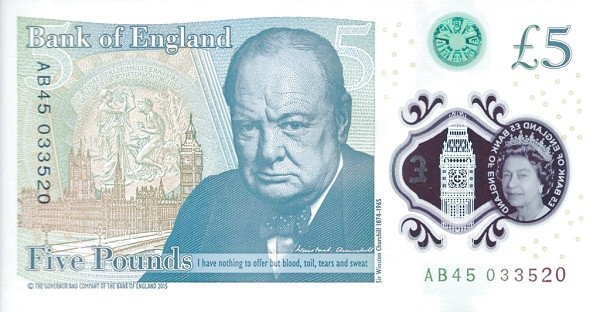 Bank of England
£5
5
5
AB45 033520
£
£5 BANK OF ENGLAND £5 BANK OF ENGLAND
Five Pounds
I have nothing to offer but blood, toil, tears and sweat
Winston S. Churchill
Sir Winston Churchill 1874-1965
© THE GOVERNOR AND COMPANY OF THE BANK OF ENGLAND 2015
AB45 033520